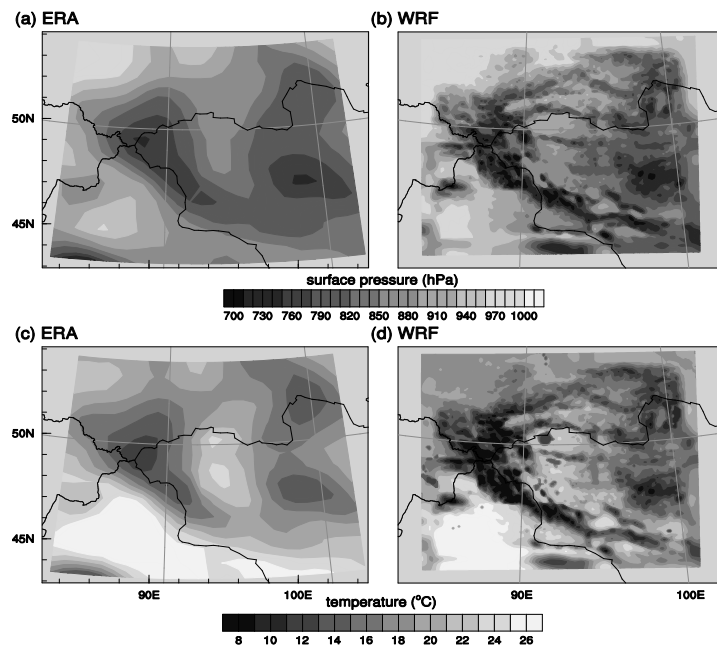 (a) ERA
(b) WRF
50N
45N
surface pressure (hPa)
700 730 760 790 820 850 880 910 940 970 1000
(c) ERA
(d) WRF
50N
45N
90E 100E 90E 100E
temperature (°C)
8 10 12 14 16 18 20 22 24 26